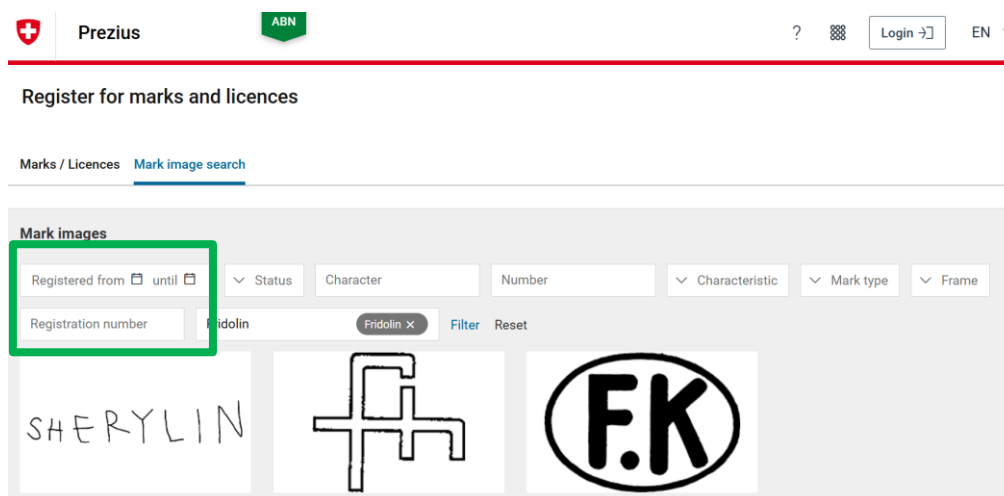 Prezius ABN ? Login EN
Register for marks and licences
Marks / Licences Mark image search
Mark images
Registered from until Status Character Number Characteristic Mark type Frame
Registration number Fridolin Fridolin × Filter Reset
SHERYLIN F.K